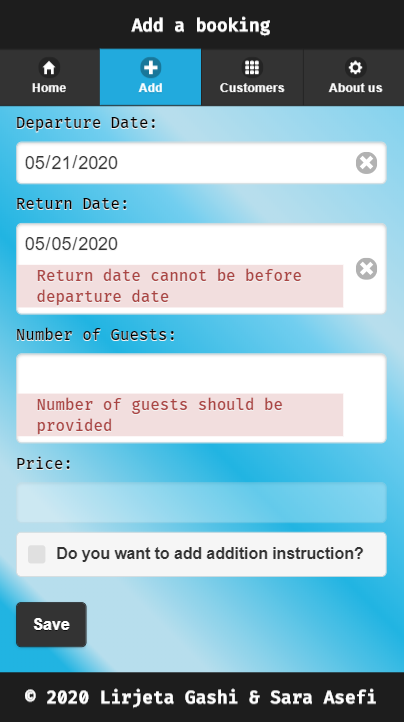 Add a booking
Home Add Customers About us
Departure Date:
05/21/2020
Return Date:
05/05/2020
Return date cannot be before
departure date
Number of Guests:
Number of guests should be
provided
Price:
Do you want to add addition instruction?
Save
© 2020 Lirjeta Gashi & Sara Asefi